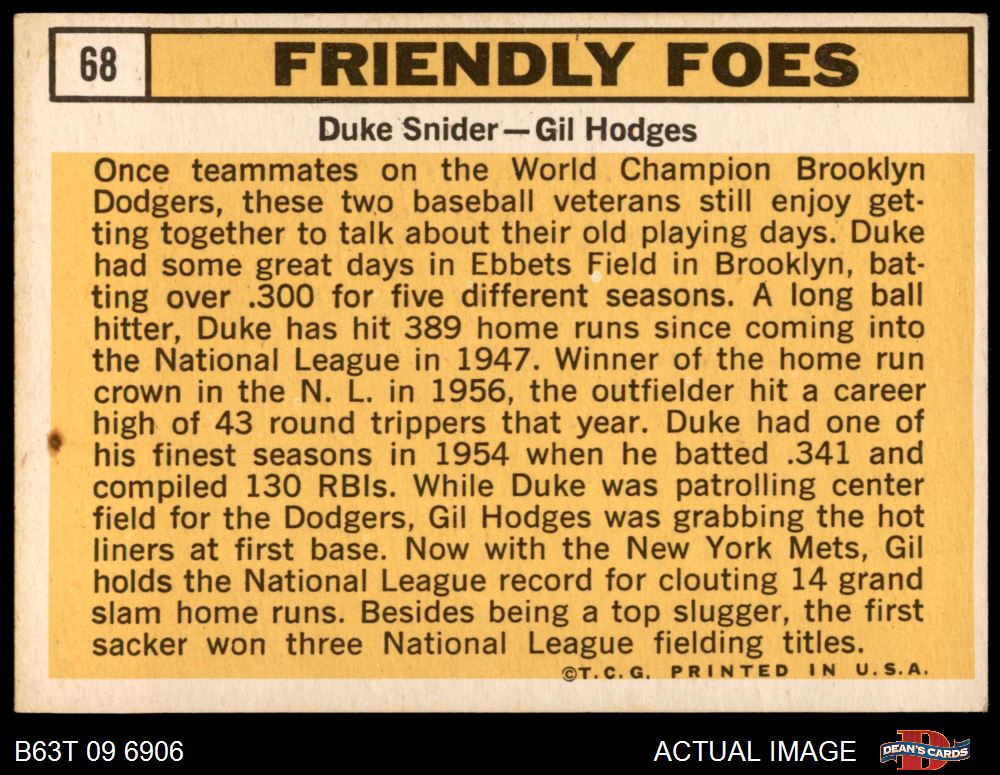 68
FRIENDLY FOES
Duke Snider—Gil Hodges
Once teammates on the World Champion Brooklyn
Dodgers, these two baseball veterans still enjoy get-
ting together to talk about their old playing days. Duke
had some great days in Ebbets Field in Brooklyn, bat-
ting over .300 for five different seasons. A long ball
hitter, Duke has hit 389 home runs since coming into
the National League in 1947. Winner of the home run
crown in the N. L. in 1956, the outfielder hit a career
high of 43 round trippers that year. Duke had one of
his finest seasons in 1954 when he batted .341 and
compiled 130 RBIs. While Duke was patrolling center
field for the Dodgers, Gil Hodges was grabbing the hot
liners at first base. Now with the New York Mets, Gil
holds the National League record for clouting 14 grand
slam home runs. Besides being a top slugger, the first
sacker won three National League fielding titles.
©T.C.G. PRINTED IN U.S.A.
B63T 09 6906
ACTUAL IMAGE
D
DEAN'S CARDS